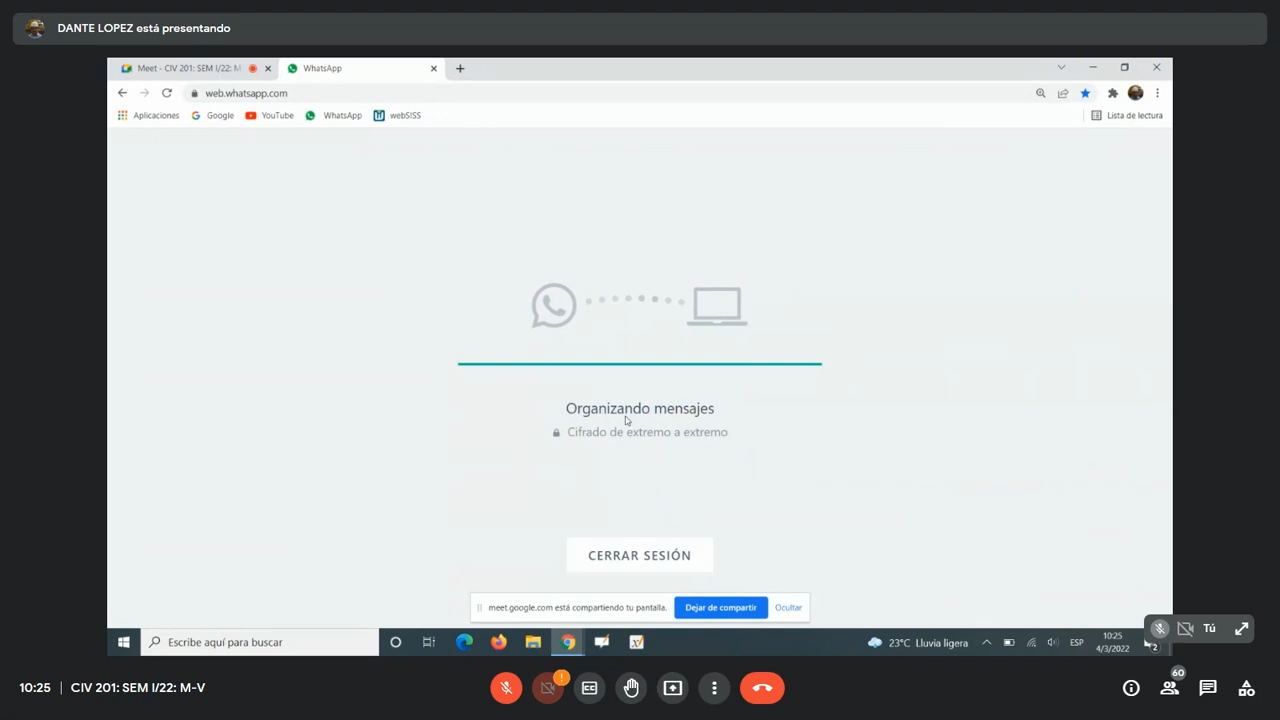 DANTE LOPEZ está presentando
Meet - CIV 201: SEM I/22: M
WhatsApp
web.whatsapp.com
Aplicaciones
Google
YouTube
WhatsApp
webSISS
Lista de lectura
Organizando mensajes
Cifrado de extremo a extremo
CERRAR SESIÓN
meet.google.com está compartiendo tu pantalla.
Dejar de compartir
Ocultar
Escribe aquí para buscar
23°C Lluvia ligera
ESP
10:25
4/3/2022
2
Tú
10:25 | CIV 201: SEM I/22: M-V
CC
60